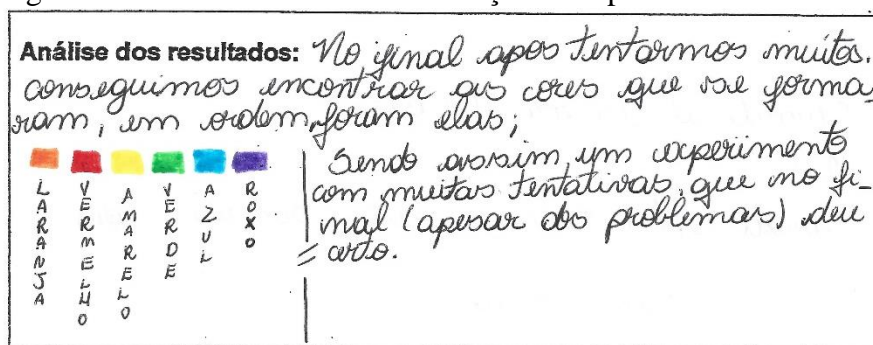 Análise dos resultados: No final apos tentarmos muito.
conseguimos encontrar as cores que se forma
ram, em ordem, foram elas;
LARANJA
VERMELHO
AMARELO
VERDE
AZUL
ROXO
Sendo assim, um experimento
com muitas tentativas, que no fi-
nal (apesar dos problemas) deu
certo.